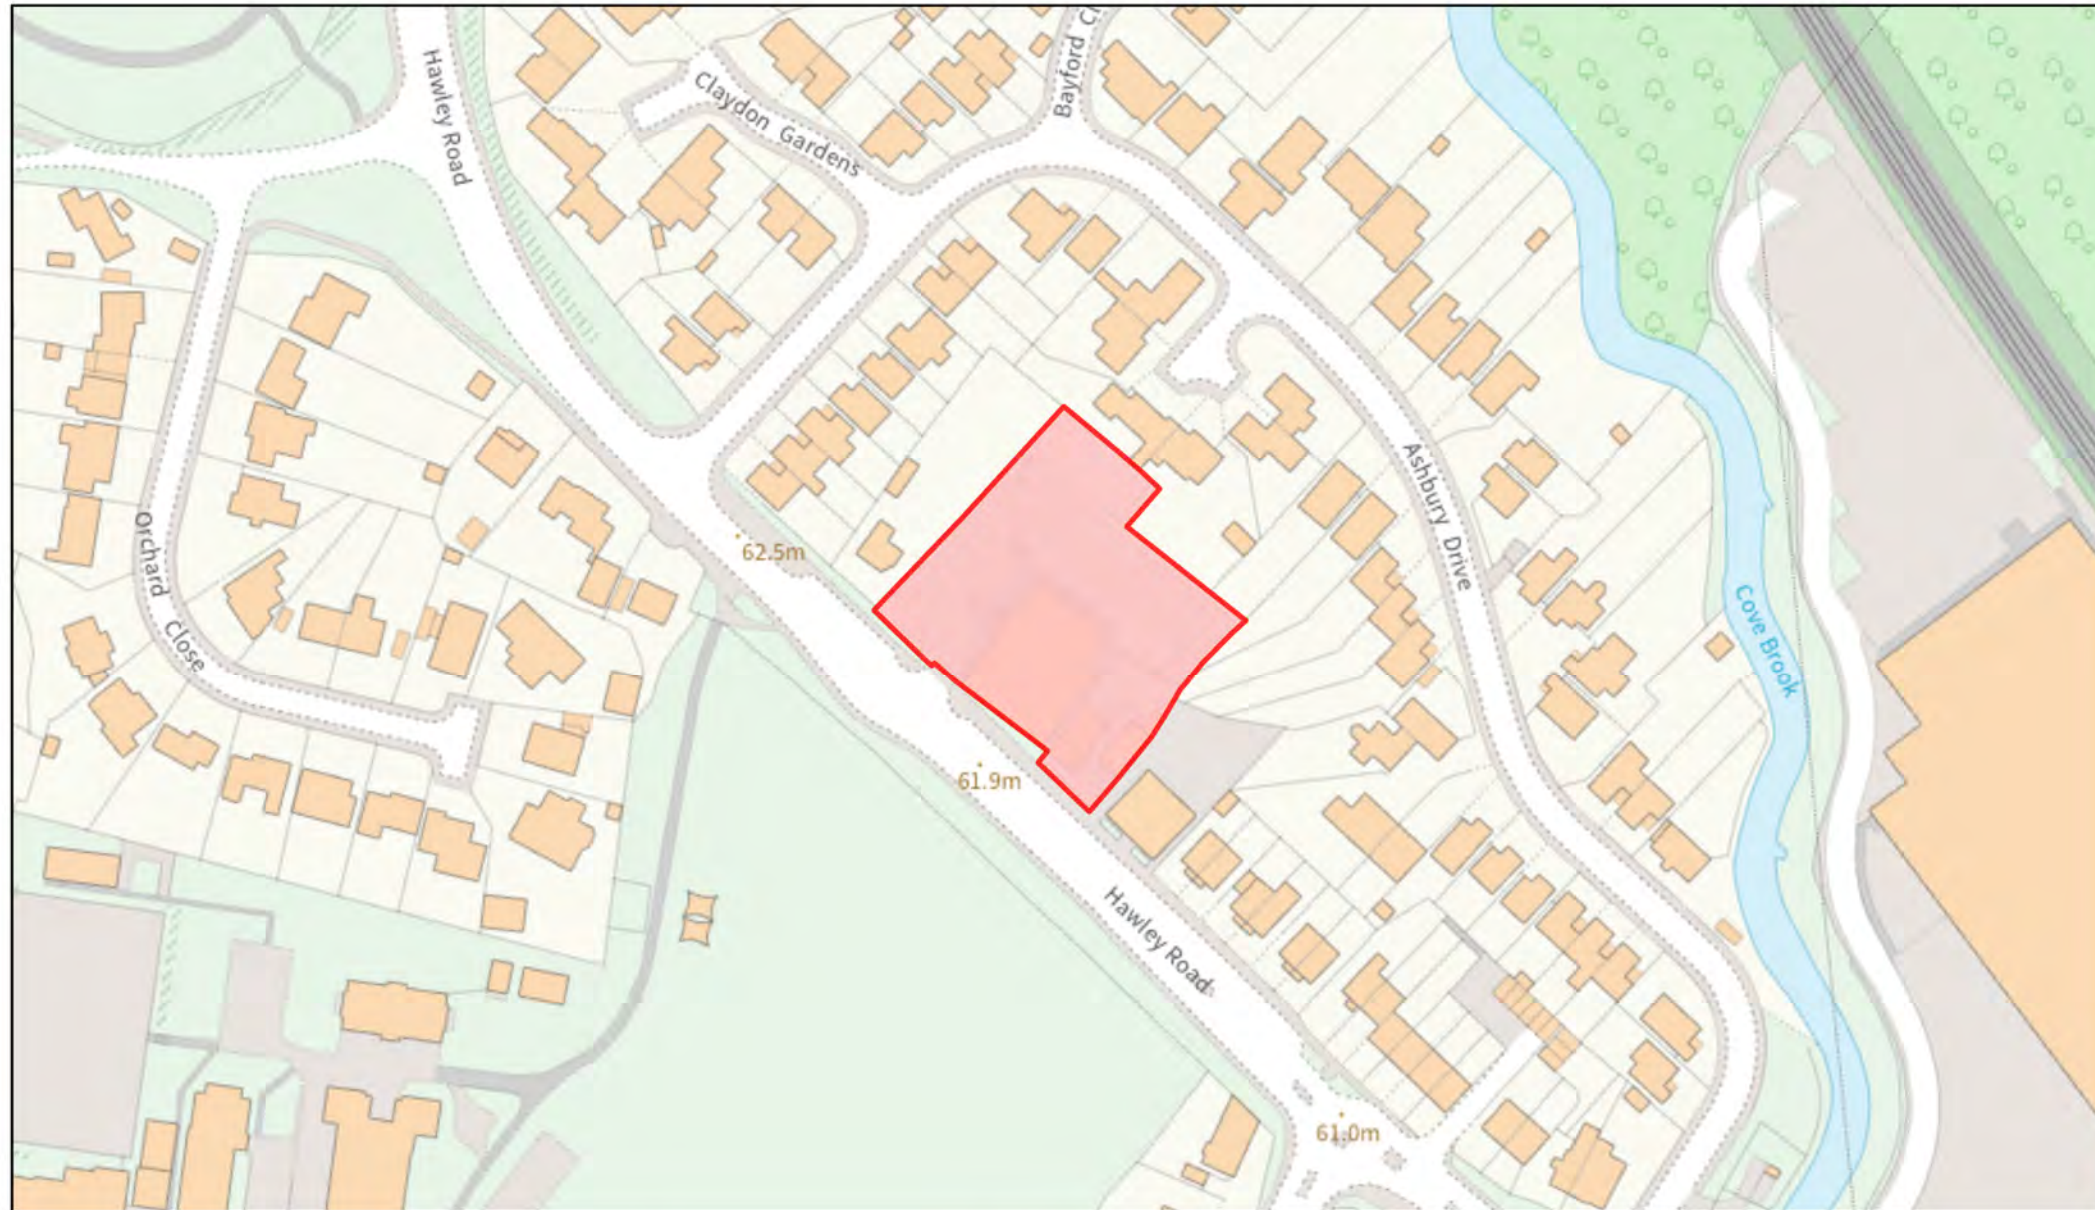 Hawley Road
Claydon Gardens
Bayford
Ashbury Drive
Orchard Close
62.5m
Cove Brook
61.9m
Hawley Road
61.0m